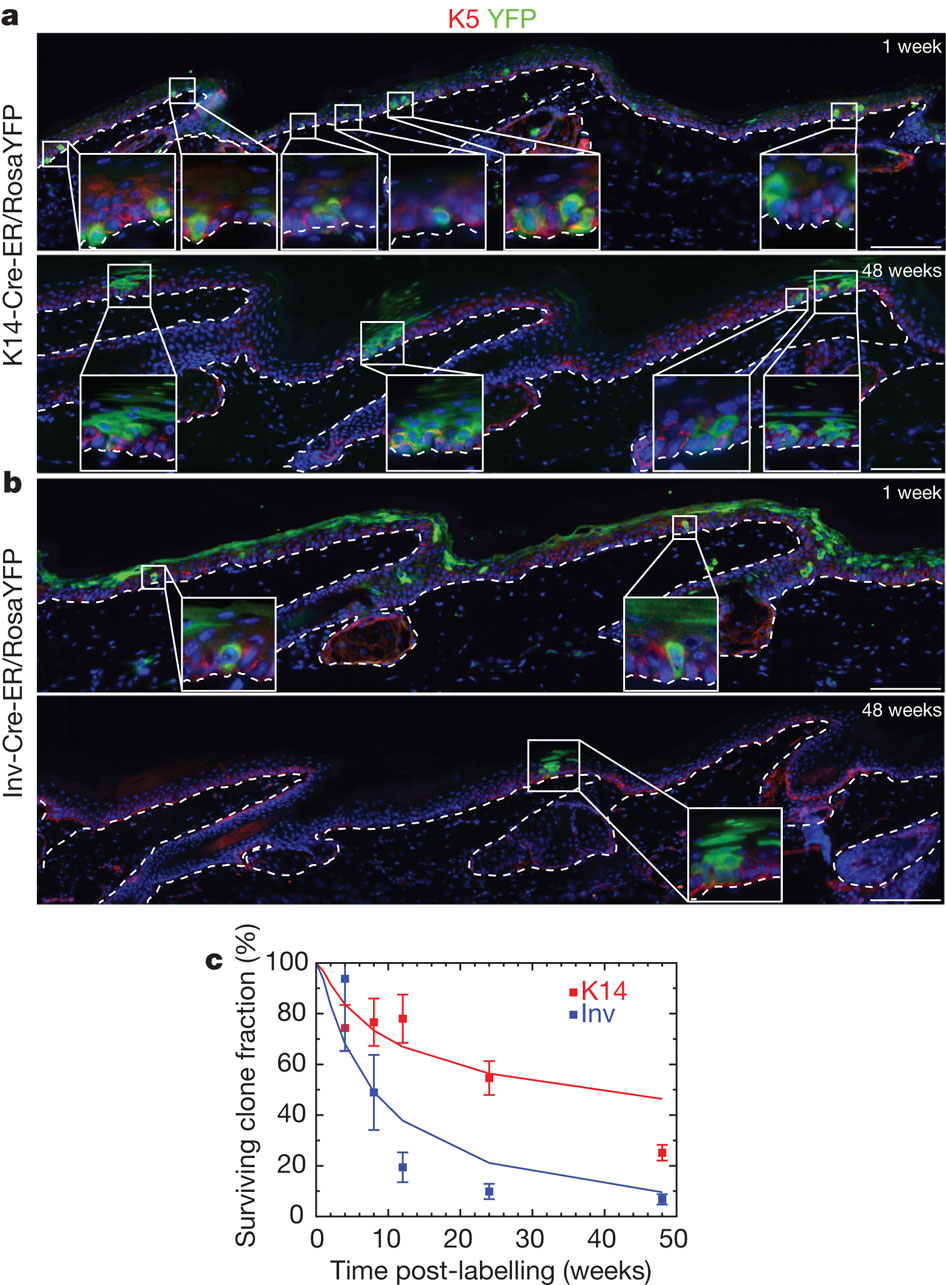 a
K5 YFP
K14-Cre-ER/RosaYFP
1 week
48 weeks
b
Inv-Cre-ER/RosaYFP
1 week
48 weeks
c
Surviving clone fraction (%)
100
80
60
40
20
0
K14
Inv
0 10 20 30 40 50
Time post-labelling (weeks)